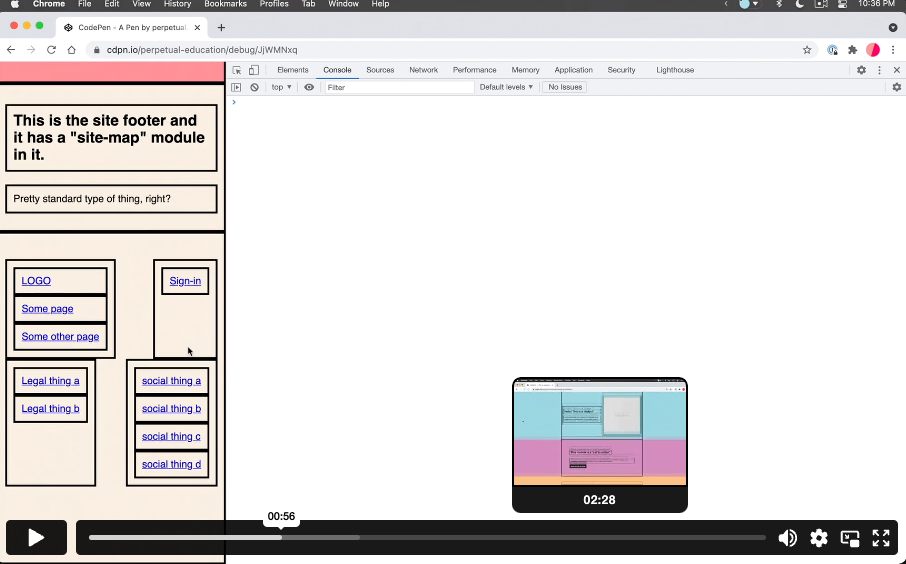 Chrome File Edit View History Bookmarks Profiles Tab Window Help 10:36 PM
CodePen - A Pen by perpetual
cdpn.io/perpetual-education/debug/JjWMNxq
Elements Console Sources Network Performance Memory Application Security Lighthouse
top Filter Default levels No Issues
This is the site footer and
it has a "site-map" module
in it.
Pretty standard type of thing, right?
LOGO
Sign-in
Some page
Some other page
Legal thing a
social thing a
Legal thing b
social thing b
social thing c
social thing d
02:28
00:56